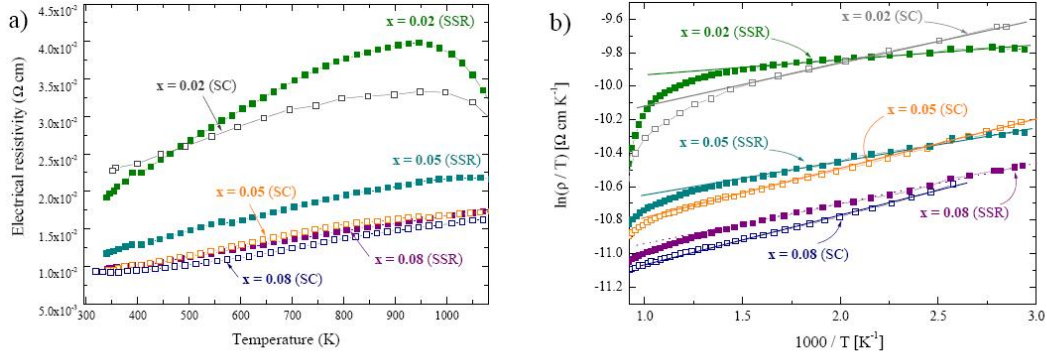 a)
4.5x10⁻²
4.0x10⁻²
3.5x10⁻²
3.0x10⁻²
2.5x10⁻²
2.0x10⁻²
1.5x10⁻²
1.0x10⁻²
5.0x10⁻³
Electrical resistivity (Ω cm)
x = 0.02 (SSR)
x = 0.02 (SC)
x = 0.05 (SSR)
x = 0.05 (SC)
x = 0.08 (SSR)
x = 0.08 (SC)
300 400 500 600 700 800 900 1000
Temperature (K)
b)
-9.6
-9.8
-10.0
-10.2
-10.4
-10.6
-10.8
-11.0
-11.2
ln(ρ / T) [Ω cm K⁻¹]
x = 0.02 (SC)
x = 0.02 (SSR)
x = 0.05 (SC)
x = 0.05 (SSR)
x = 0.08 (SSR)
x = 0.08 (SC)
1.0 1.5 2.0 2.5 3.0
1000 / T [K⁻¹]